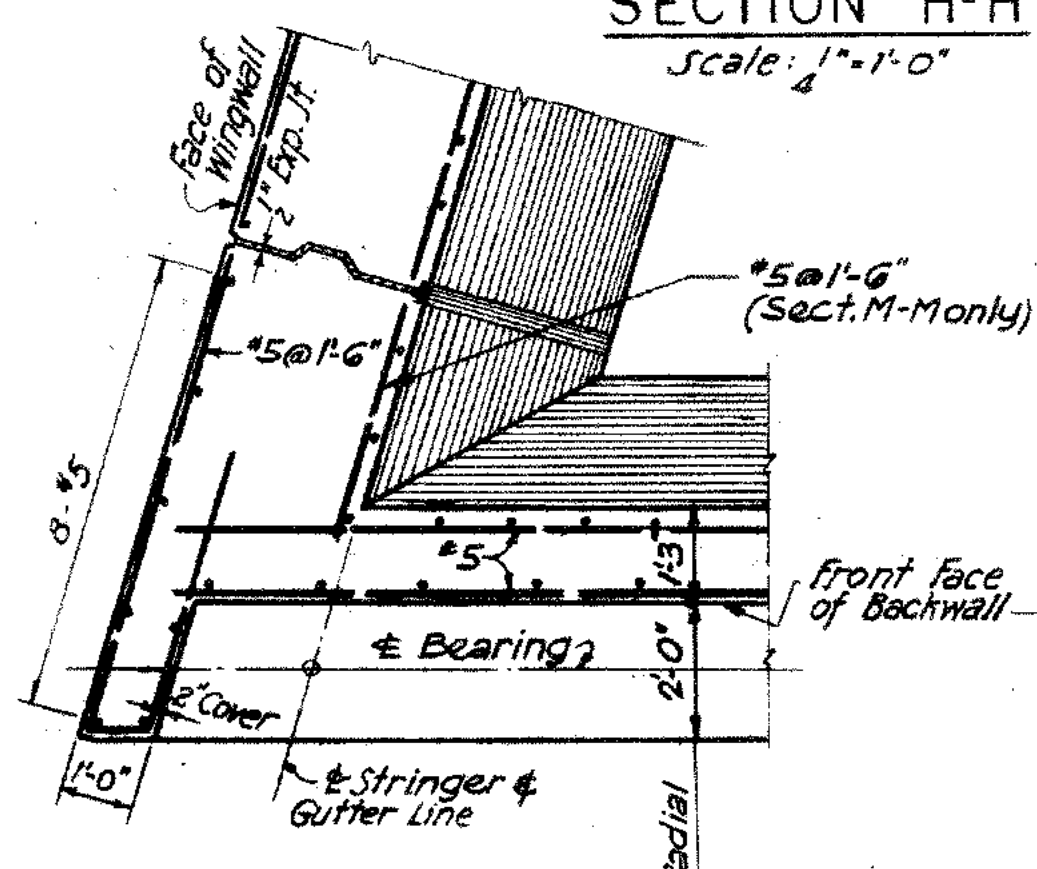 SECTION H-H
Scale: 1/4"=1'-0"
Face of
Wingwall
1/2" Exp. Jt.
#5@1'-6"
(Sect. M-M only)
#5@1'-6"
8-#5
#5
1'-3
Front Face
of Backwall
℄ Bearing
2'-0"
2" Cover
1'-0"
℄ Stringer ℄
Gutter Line